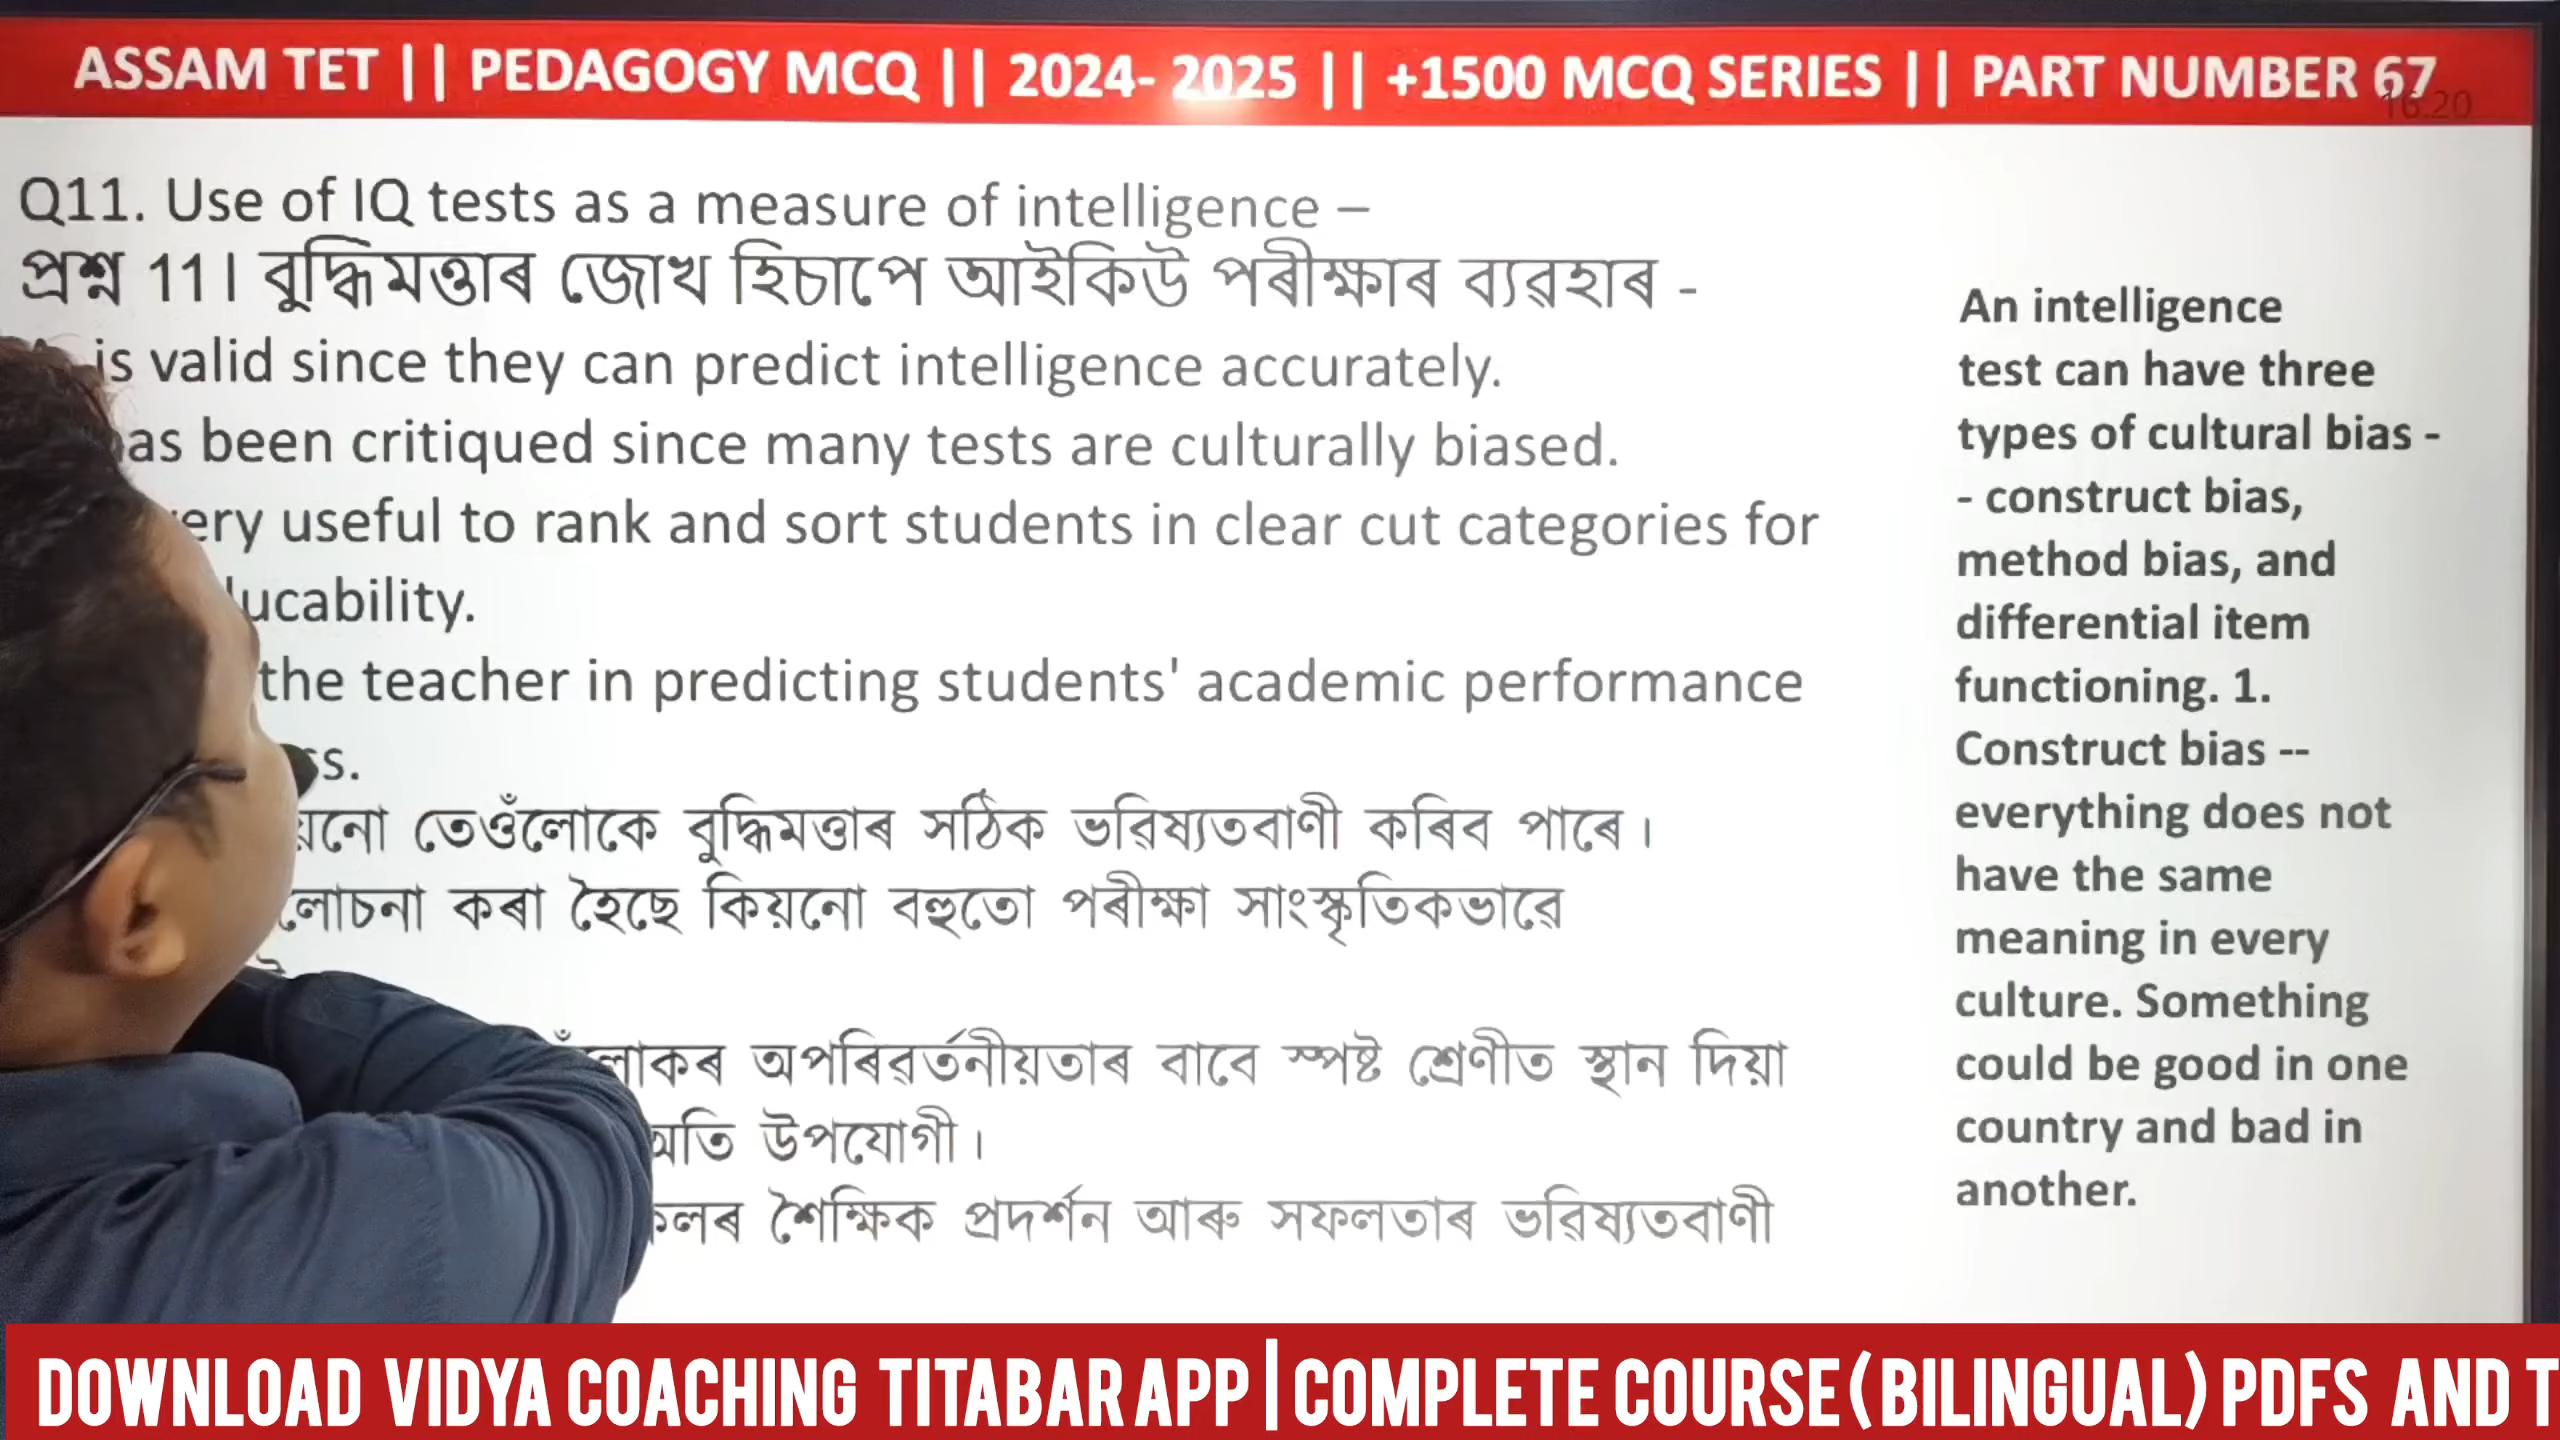 ASSAM TET || PEDAGOGY MCQ || 2024- 2025 || +1500 MCQ SERIES || PART NUMBER 67
16:20
Q11. Use of IQ tests as a measure of intelligence –
প্ৰশ্ন 11। বুদ্ধিমত্তাৰ জোখ হিচাপে আইকিউ পৰীক্ষাৰ ব্যৱহাৰ -
is valid since they can predict intelligence accurately.
been critiqued since many tests are culturally biased.
useful to rank and sort students in clear cut categories for
the teacher in predicting students' academic performance
তেওঁলোকে বুদ্ধিমত্তাৰ সঠিক ভৱিষ্যতবাণী কৰিব পাৰে।
কৰা হৈছে কিয়নো বহুতো পৰীক্ষা সাংস্কৃতিকভাৱে
অপৰিৱৰ্তনীয়তাৰ বাবে স্পষ্ট শ্ৰেণীত স্থান দিয়া
অতি উপযোগী।
শৈক্ষিক প্ৰদৰ্শন আৰু সফলতাৰ ভৱিষ্যতবাণী
An intelligence
test can have three
types of cultural bias -
- construct bias,
method bias, and
differential item
functioning. 1.
Construct bias --
everything does not
have the same
meaning in every
culture. Something
could be good in one
country and bad in
another.
DOWNLOAD VIDYA COACHING TITABAR APP | COMPLETE COURSE (BILINGUAL) PDFS AND T